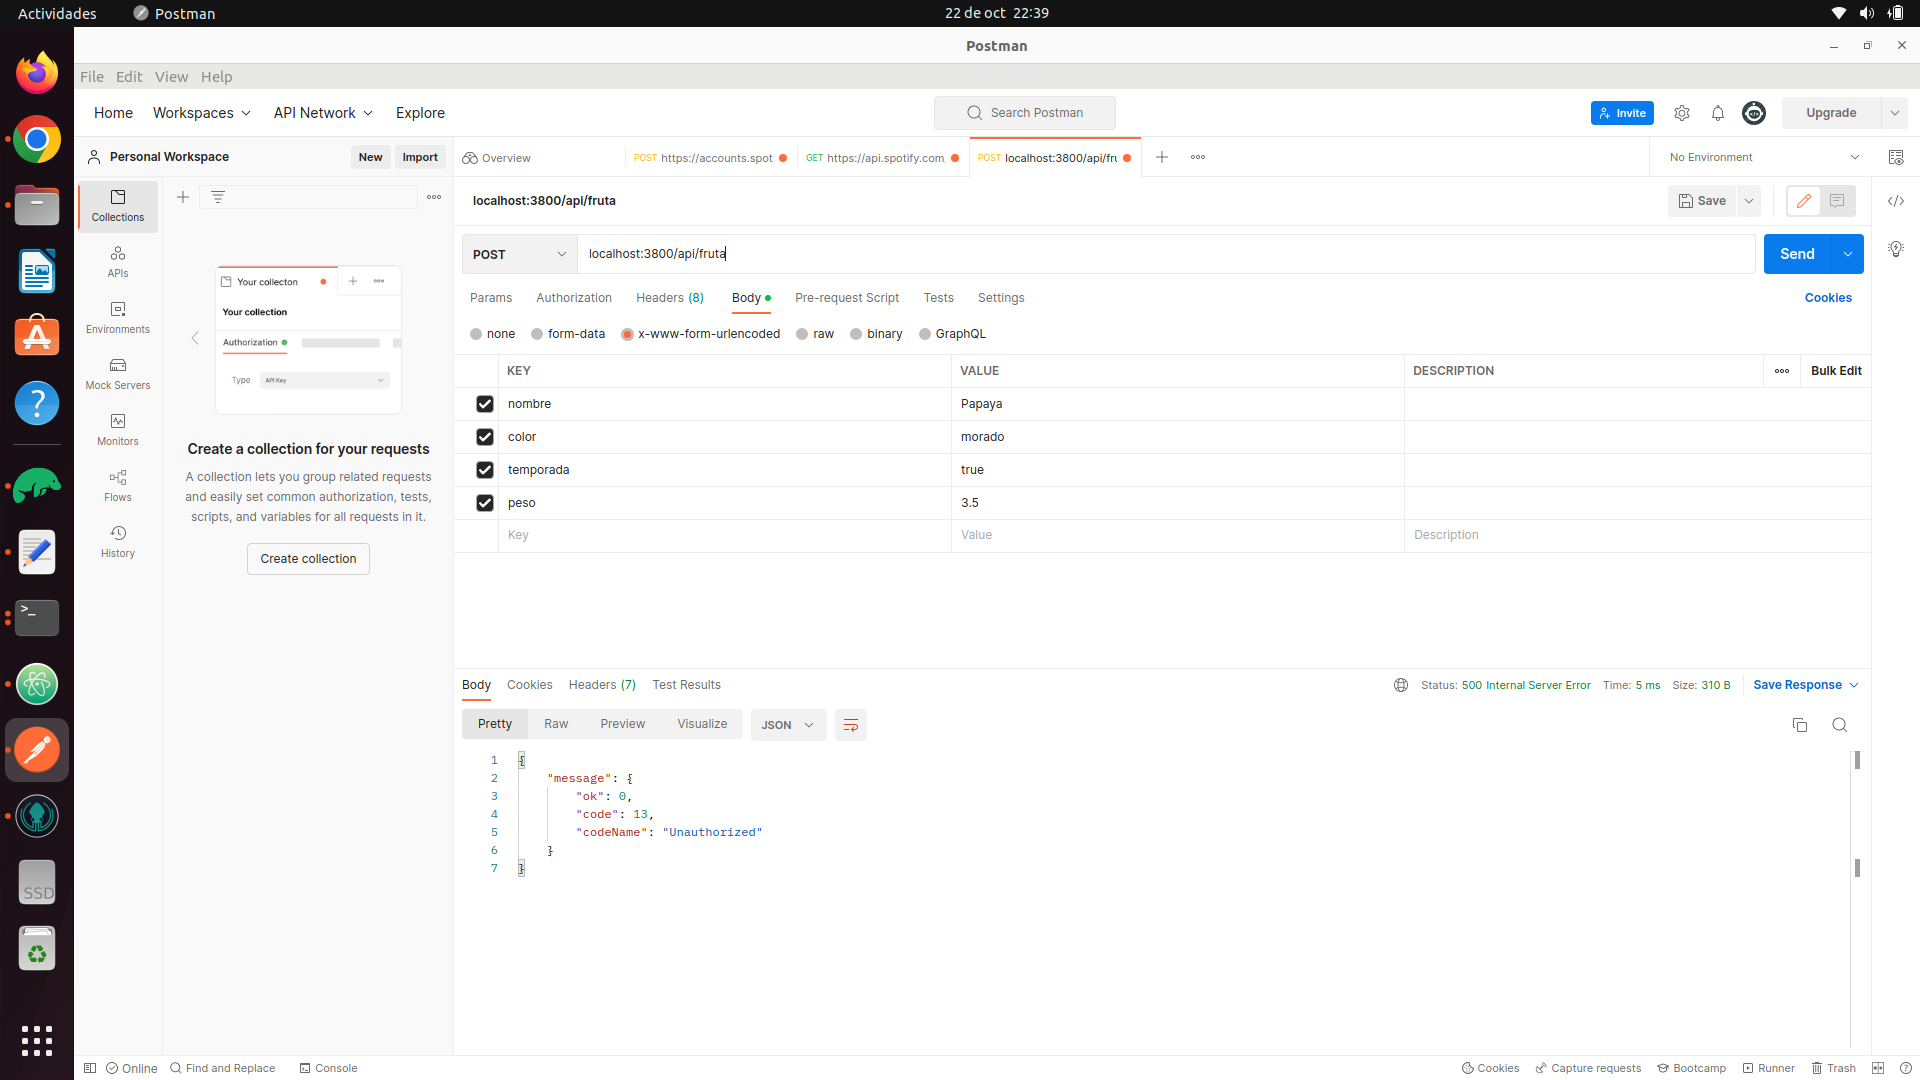 Actividades
Postman
22 de oct 22:39
Postman
File Edit View Help
Home Workspaces API Network Explore
Search Postman
Invite
Upgrade
Personal Workspace
New Import
Overview
POST https://accounts.spot
GET https://api.spotify.com
POST localhost:3800/api/fru
No Environment
Collections
APIs
Environments
Mock Servers
Monitors
Flows
History
Your collecton
Your collection
Authorization
Type API Key
Create a collection for your requests
A collection lets you group related requests
and easily set common authorization, tests,
scripts, and variables for all requests in it.
Create collection
localhost:3800/api/fruta
Save
POST localhost:3800/api/fruta
Send
Params Authorization Headers (8) Body Pre-request Script Tests Settings
Cookies
none form-data x-www-form-urlencoded raw binary GraphQL
KEY VALUE DESCRIPTION
Bulk Edit
nombre Papaya
color morado
temporada true
peso 3.5
Key Value Description
Body Cookies Headers (7) Test Results
Status: 500 Internal Server Error Time: 5 ms Size: 310 B
Save Response
Pretty Raw Preview Visualize JSON
1 {
2 "message": {
3 "ok": 0,
4 "code": 13,
5 "codeName": "Unauthorized"
6 }
7 }
SSD
Online Find and Replace Console
Cookies Capture requests Bootcamp Runner Trash